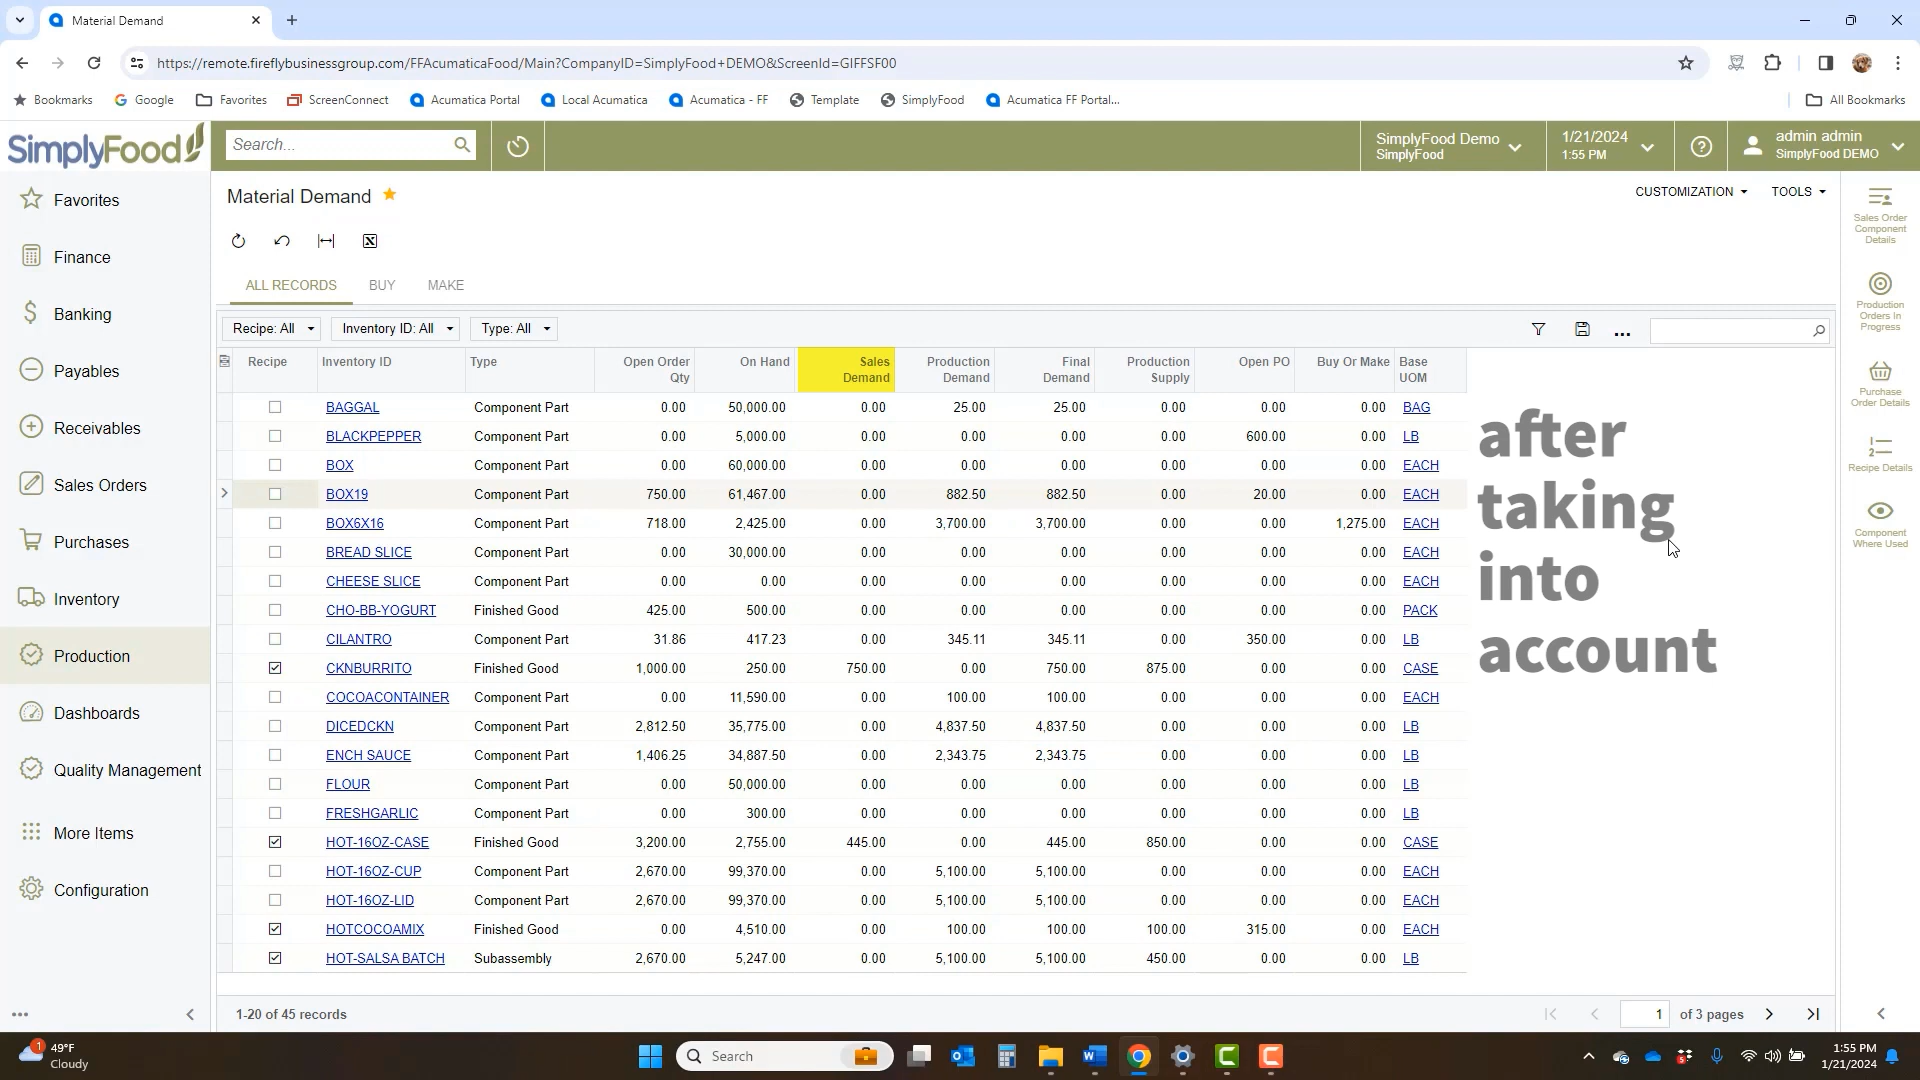 Material Demand
https://remote.fireflybusinessgroup.com/FFAcumaticaFood/Main?CompanyID=SimplyFood+DEMO&ScreenId=GIFFSF00
Bookmarks Google Favorites ScreenConnect Acumatica Portal Local Acumatica Acumatica - FF Template SimplyFood Acumatica FF Portal... All Bookmarks
SimplyFood
Search...
SimplyFood Demo
SimplyFood
1/21/2024
1:55 PM
admin admin
SimplyFood DEMO
Favorites
Finance
Banking
Payables
Receivables
Sales Orders
Purchases
Inventory
Production
Dashboards
Quality Management
More Items
Configuration
Material Demand
CUSTOMIZATION TOOLS
ALL RECORDS BUY MAKE
Recipe: All Inventory ID: All Type: All
Recipe Inventory ID Type Open Order Qty On Hand Sales Demand Production Demand Final Demand Production Supply Open PO Buy Or Make Base UOM
BAGGAL Component Part 0.00 50,000.00 0.00 25.00 25.00 0.00 0.00 0.00 BAG
BLACKPEPPER Component Part 0.00 5,000.00 0.00 0.00 0.00 0.00 600.00 0.00 LB
BOX Component Part 0.00 60,000.00 0.00 0.00 0.00 0.00 0.00 0.00 EACH
BOX19 Component Part 750.00 61,467.00 0.00 882.50 882.50 0.00 20.00 0.00 EACH
BOX6X16 Component Part 718.00 2,425.00 0.00 3,700.00 3,700.00 0.00 0.00 1,275.00 EACH
BREAD SLICE Component Part 0.00 30,000.00 0.00 0.00 0.00 0.00 0.00 0.00 EACH
CHEESE SLICE Component Part 0.00 0.00 0.00 0.00 0.00 0.00 0.00 0.00 EACH
CHO-BB-YOGURT Finished Good 425.00 500.00 0.00 0.00 0.00 0.00 0.00 0.00 PACK
CILANTRO Component Part 31.86 417.23 0.00 345.11 345.11 0.00 350.00 0.00 LB
CKNBURRITO Finished Good 1,000.00 250.00 750.00 0.00 750.00 875.00 0.00 0.00 CASE
COCOACONTAINER Component Part 0.00 11,590.00 0.00 100.00 100.00 0.00 0.00 0.00 EACH
DICEDCKN Component Part 2,812.50 35,775.00 0.00 4,837.50 4,837.50 0.00 0.00 0.00 LB
ENCH SAUCE Component Part 1,406.25 34,887.50 0.00 2,343.75 2,343.75 0.00 0.00 0.00 LB
FLOUR Component Part 0.00 50,000.00 0.00 0.00 0.00 0.00 0.00 0.00 LB
FRESHGARLIC Component Part 0.00 300.00 0.00 0.00 0.00 0.00 0.00 0.00 LB
HOT-16OZ-CASE Finished Good 3,200.00 2,755.00 445.00 0.00 445.00 850.00 0.00 0.00 CASE
HOT-16OZ-CUP Component Part 2,670.00 99,370.00 0.00 5,100.00 5,100.00 0.00 0.00 0.00 EACH
HOT-16OZ-LID Component Part 2,670.00 99,370.00 0.00 5,100.00 5,100.00 0.00 0.00 0.00 EACH
HOTCOCOAMIX Finished Good 0.00 4,510.00 0.00 100.00 100.00 100.00 315.00 0.00 EACH
HOT-SALSA BATCH Subassembly 2,670.00 5,247.00 0.00 5,100.00 5,100.00 450.00 0.00 0.00 LB
after
taking
into
account
Sales Order
Component
Details
Production
Orders In
Progress
Purchase
Order Details
Recipe Details
Component
Where Used
1-20 of 45 records
1 of 3 pages
1
49°F
Cloudy
Search
1:55 PM
1/21/2024